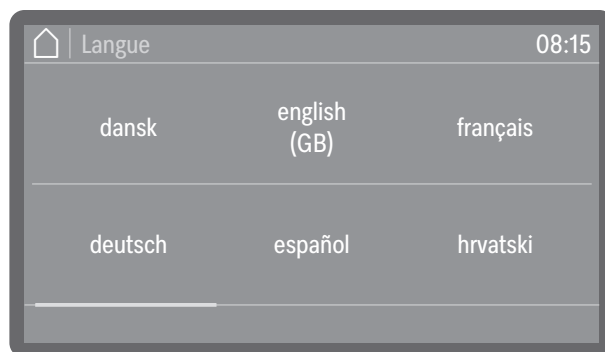 Langue 08:15
dansk english (GB) français
deutsch español hrvatski